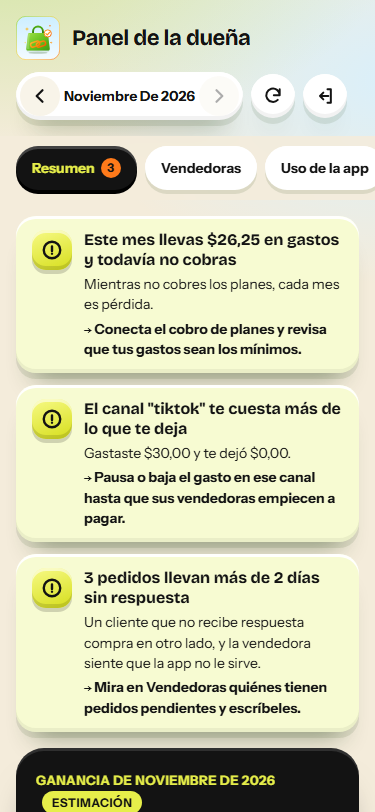 Panel de la dueña
Noviembre De 2026
Resumen 3 Vendedoras Uso de la app
Este mes llevas $26,25 en gastos
y todavía no cobras
Mientras no cobres los planes, cada mes
es pérdida.
→ Conecta el cobro de planes y revisa
que tus gastos sean los mínimos.
El canal "tiktok" te cuesta más de
lo que te deja
Gastaste $30,00 y te dejó $0,00.
→ Pausa o baja el gasto en ese canal
hasta que sus vendedoras empiecen a
pagar.
3 pedidos llevan más de 2 días
sin respuesta
Un cliente que no recibe respuesta
compra en otro lado, y la vendedora
siente que la app no le sirve.
→ Mira en Vendedoras quiénes tienen
pedidos pendientes y escríbeles.
GANANCIA DE NOVIEMBRE DE 2026
ESTIMACIÓN